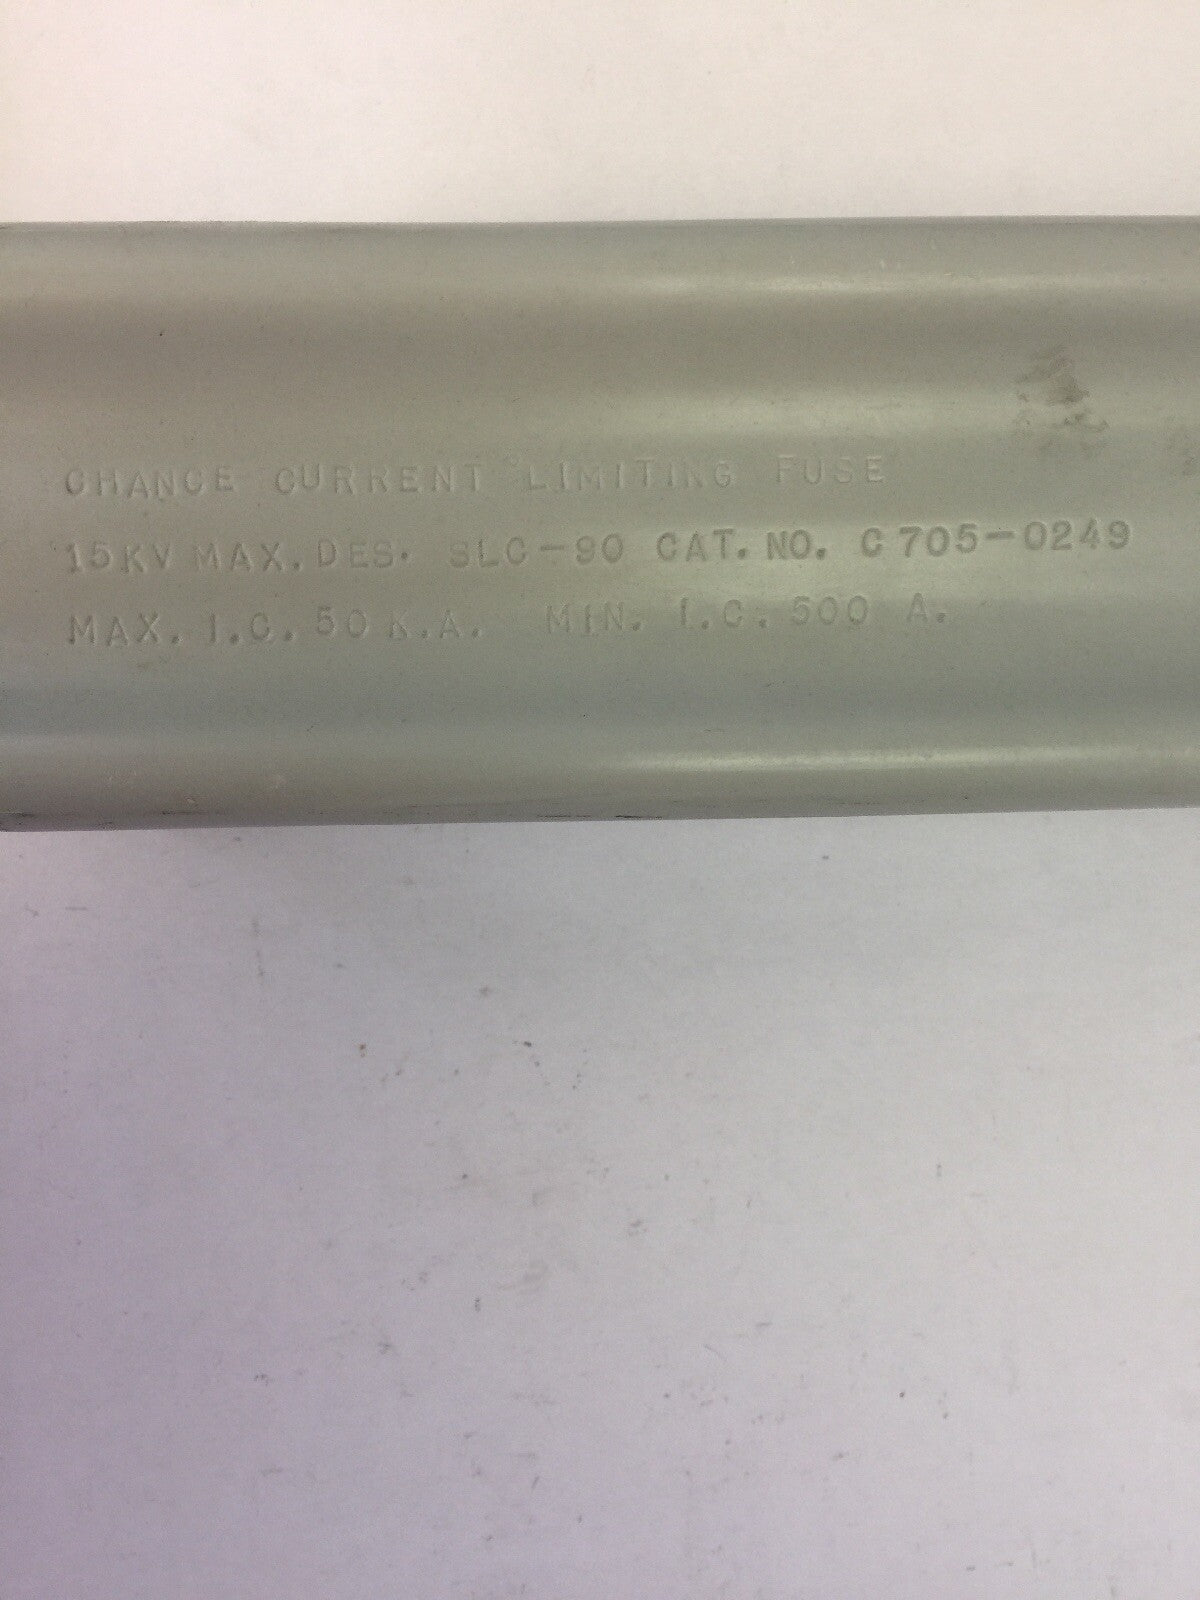 CHANCE CURRENT LIMITING FUSE
15KV MAX. DES. SLC-90 CAT. NO. C705-0249
MAX. I.C. 50 K.A. MIN. I.C. 500 A.